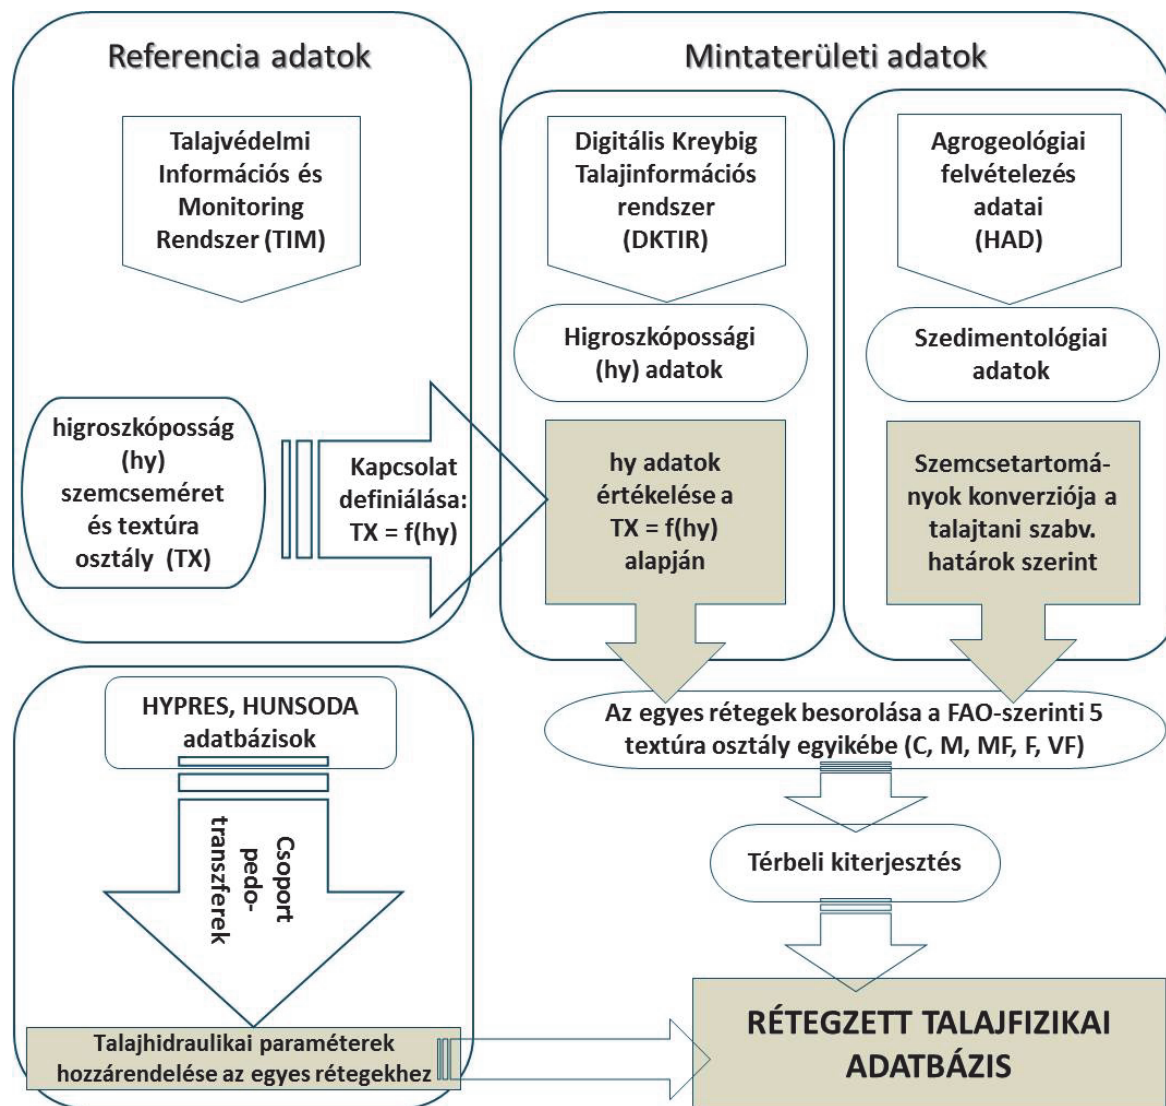 Referencia adatok
Talajvédelmi
Információs és
Monitoring
Rendszer (TIM)
higroszkóposság
(hy)
szemcseméret
és textúra
osztály (TX)
Kapcsolat
definiálása:
TX = f(hy)
Mintaterületi adatok
Digitális Kreybig
Talajinformációs
rendszer
(DKTIR)
Higroszkópossági
(hy) adatok
hy adatok
értékelése a
TX = f(hy)
alapján
Agrogeológiai
felvételezés
adatai
(HAD)
Szedimentológiai
adatok
Szemcsetartomá-
nyok konverziója a
talajtani szabv.
határok szerint
Az egyes rétegek besorolása a FAO-szerinti 5
textúra osztály egyikébe (C, M, MF, F, VF)
Térbeli kiterjesztés
HYPRES, HUNSODA
adatbázisok
Csoport
pedo-
transzferek
Talajhidraulikai paraméterek
hozzárendelése az egyes rétegekhez
RÉTEGZETT TALAJFIZIKAI
ADATBÁZIS